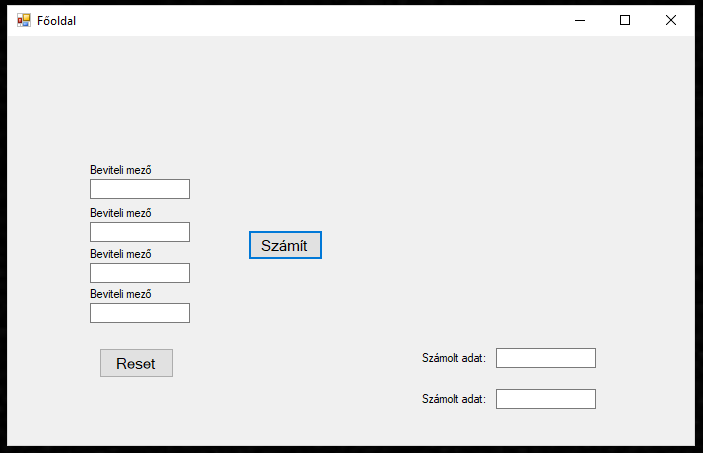 Főoldal
Beviteli mező
Beviteli mező
Számít
Beviteli mező
Beviteli mező
Reset
Számolt adat:
Számolt adat: